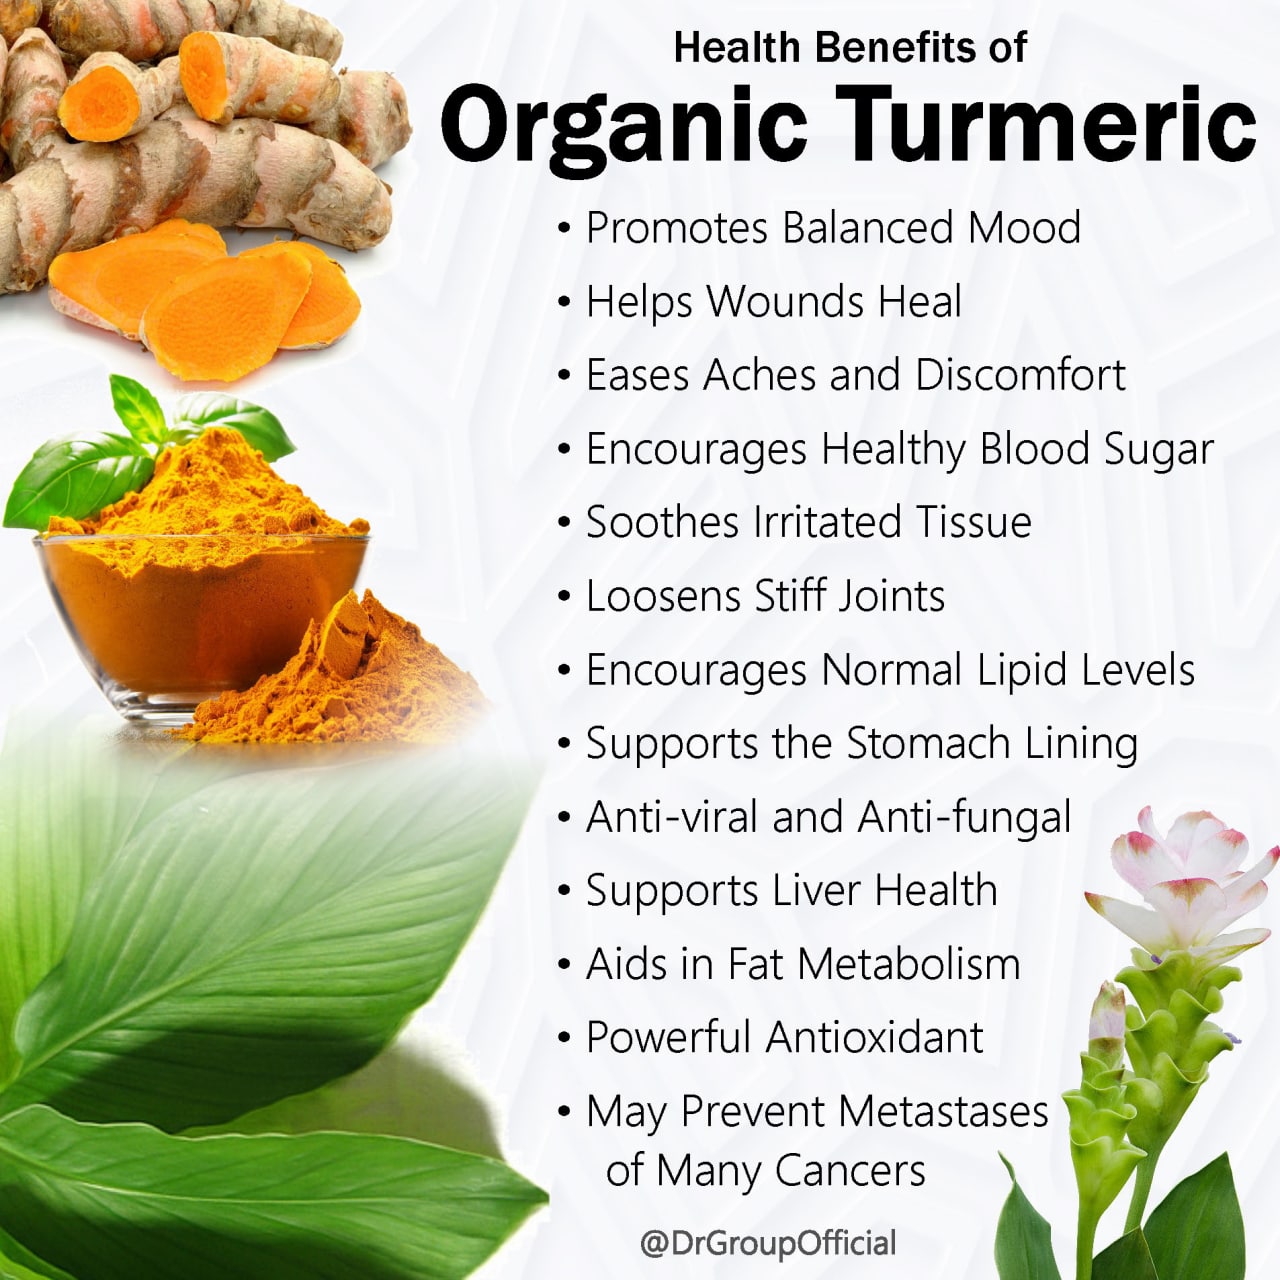 Health Benefits of
Organic Turmeric
• Promotes Balanced Mood
• Helps Wounds Heal
• Eases Aches and Discomfort
• Encourages Healthy Blood Sugar
• Soothes Irritated Tissue
• Loosens Stiff Joints
• Encourages Normal Lipid Levels
• Supports the Stomach Lining
• Anti-viral and Anti-fungal
• Supports Liver Health
• Aids in Fat Metabolism
• Powerful Antioxidant
• May Prevent Metastases
of Many Cancers
@DrGroupOfficial